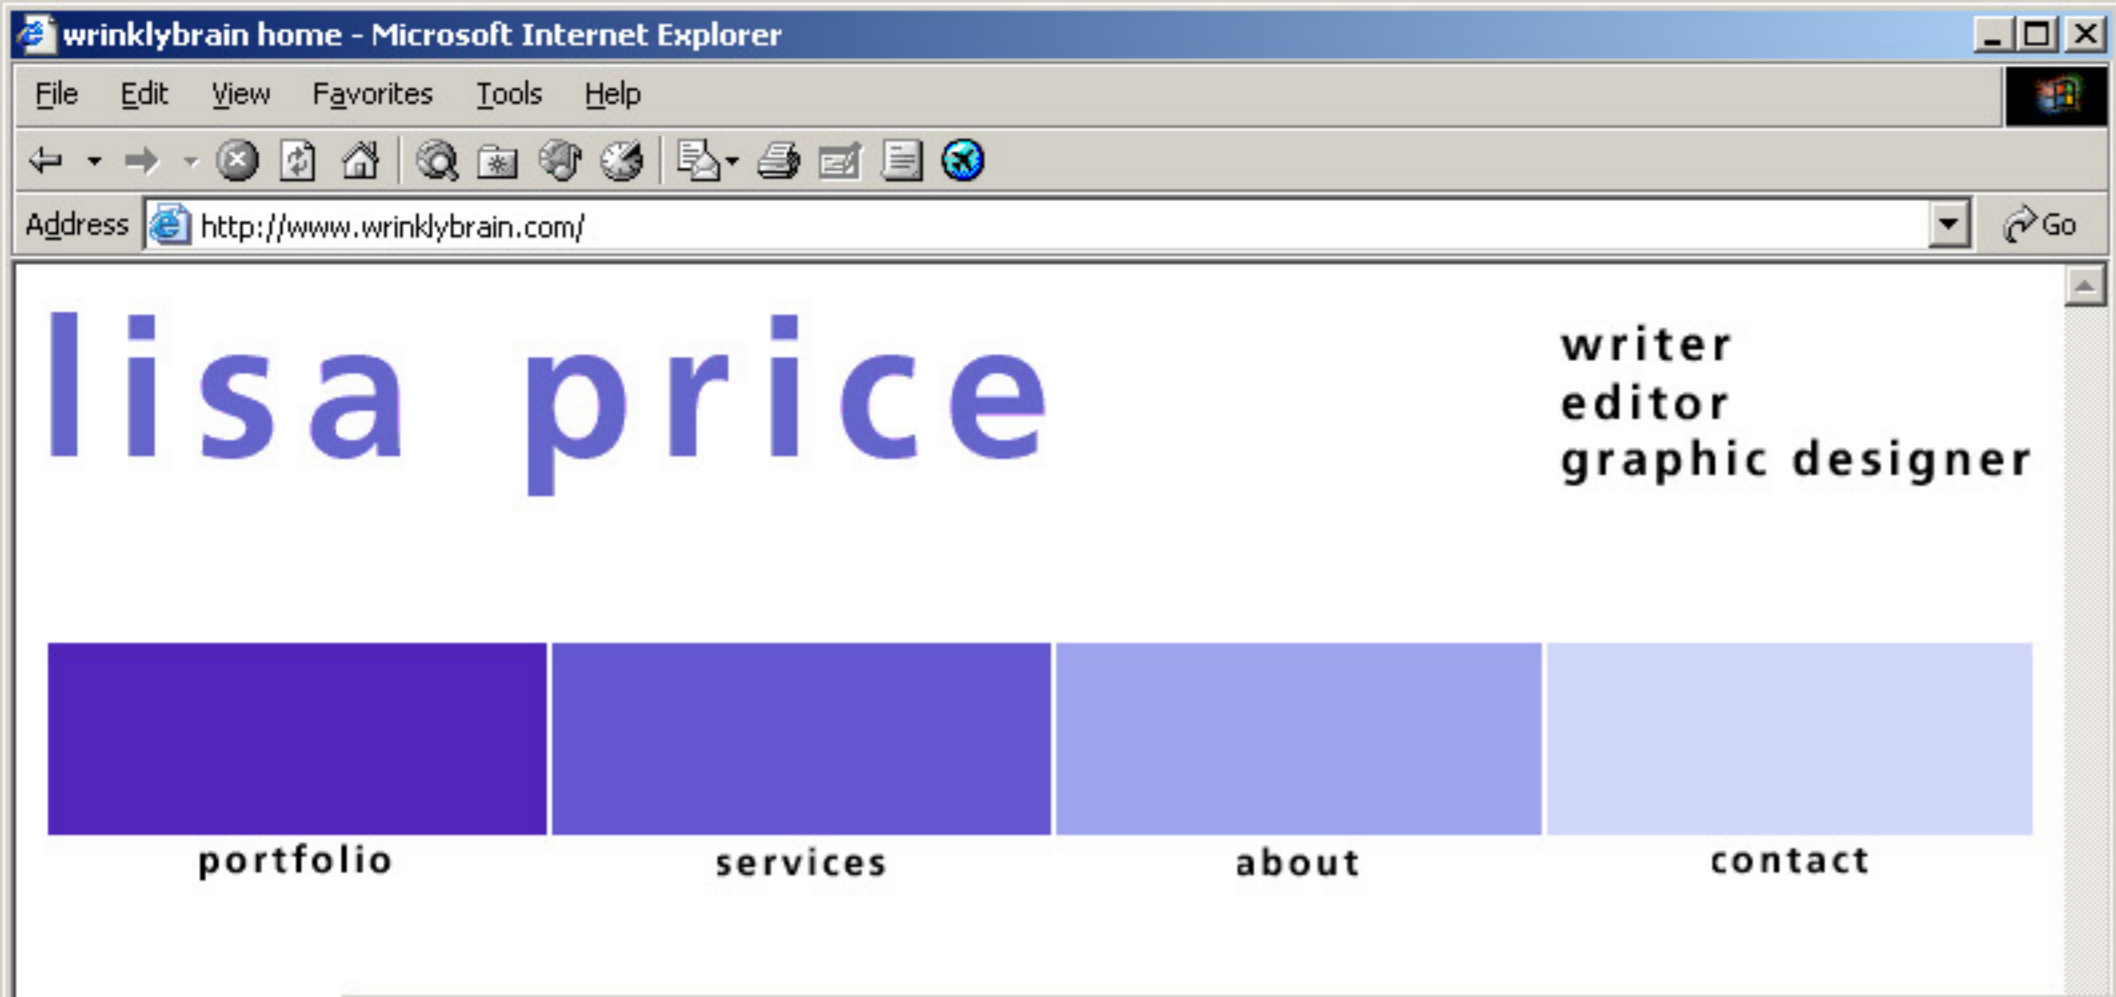 wrinklybrain home - Microsoft Internet Explorer
File Edit View Favorites Tools Help
Address http://www.wrinklybrain.com/ Go
lisa price
writer
editor
graphic designer
portfolio services about contact